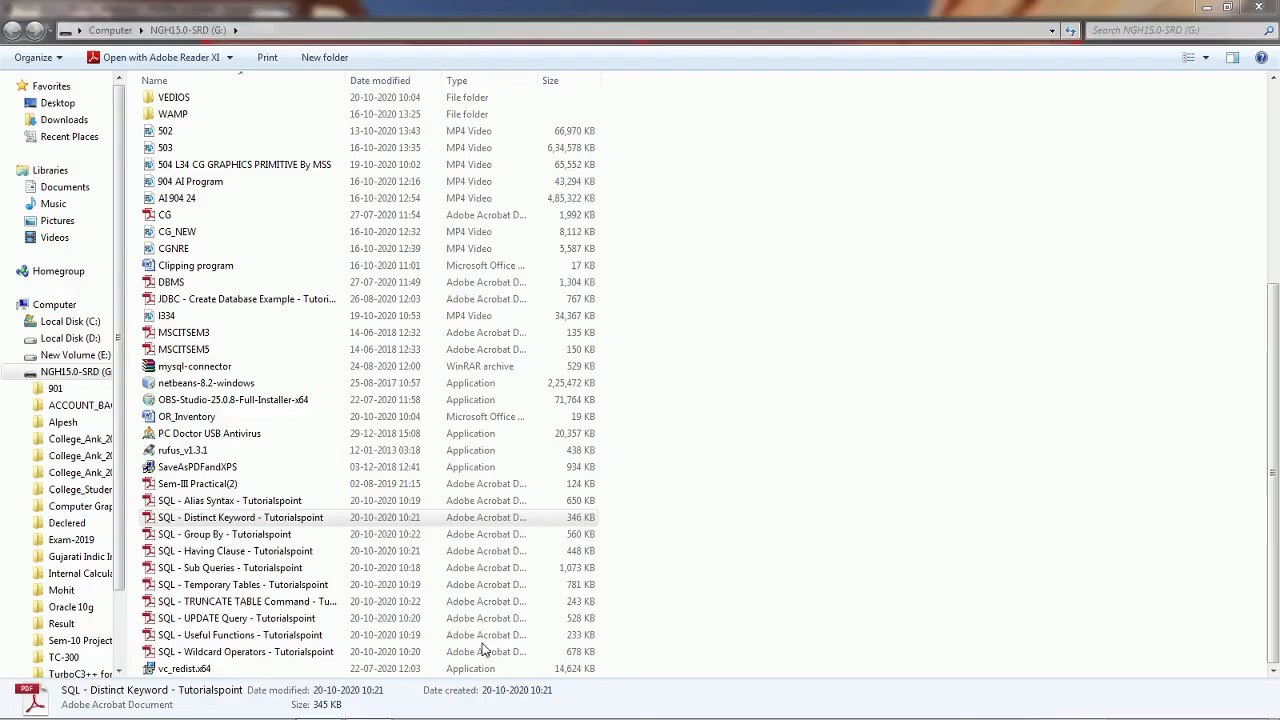 Computer ▸ NGH15.0-SRD (G:) ▸
Search NGH15.0-SRD (G:)
Organize Open with Adobe Reader XI Print New folder
Name Date modified Type Size
Favorites
Desktop
Downloads
Recent Places
Libraries
Documents
Music
Pictures
Videos
Homegroup
Computer
Local Disk (C:)
Local Disk (D:)
New Volume (E:)
NGH15.0-SRD (G
901
ACCOUNT_BA
Alpesh
College_Ank_20
College_Ank_20
College_Ank_20
College_Studen
Computer Grap
Declered
Exam-2019
Gujarati Indic In
Internal Calcula
Mohit
Oracle 10g
Result
Sem-10 Project
TC-300
TurboC3++ for
VEDIOS 20-10-2020 10:04 File folder
WAMP 16-10-2020 13:25 File folder
502 13-10-2020 13:43 MP4 Video 66,970 KB
503 16-10-2020 13:35 MP4 Video 6,34,578 KB
504 L34 CG GRAPHICS PRIMITIVE By MSS 19-10-2020 10:02 MP4 Video 65,552 KB
904 AI Program 16-10-2020 12:16 MP4 Video 43,294 KB
AI 904 24 16-10-2020 12:54 MP4 Video 4,85,322 KB
CG 27-07-2020 11:54 Adobe Acrobat D... 1,992 KB
CG_NEW 16-10-2020 12:32 MP4 Video 8,112 KB
CGNRE 16-10-2020 12:39 MP4 Video 5,587 KB
Clipping program 16-10-2020 11:01 Microsoft Office ... 17 KB
DBMS 27-07-2020 11:49 Adobe Acrobat D... 1,304 KB
JDBC - Create Database Example - Tutori... 26-08-2020 12:03 Adobe Acrobat D... 767 KB
l334 19-10-2020 10:53 MP4 Video 34,367 KB
MSCITSEM3 14-06-2018 12:32 Adobe Acrobat D... 135 KB
MSCITSEM5 14-06-2018 12:33 Adobe Acrobat D... 150 KB
mysql-connector 24-08-2020 12:00 WinRAR archive 529 KB
netbeans-8.2-windows 25-08-2017 10:57 Application 2,25,472 KB
OBS-Studio-25.0.8-Full-Installer-x64 22-07-2020 11:58 Application 71,764 KB
OR_Inventory 20-10-2020 10:04 Microsoft Office ... 19 KB
PC Doctor USB Antivirus 29-12-2018 15:08 Application 20,357 KB
rufus_v1.3.1 12-01-2013 03:18 Application 438 KB
SaveAsPDFandXPS 03-12-2018 12:41 Application 934 KB
Sem-III Practical(2) 02-08-2019 21:15 Adobe Acrobat D... 124 KB
SQL - Alias Syntax - Tutorialspoint 20-10-2020 10:19 Adobe Acrobat D... 650 KB
SQL - Distinct Keyword - Tutorialspoint 20-10-2020 10:21 Adobe Acrobat D... 346 KB
SQL - Group By - Tutorialspoint 20-10-2020 10:22 Adobe Acrobat D... 560 KB
SQL - Having Clause - Tutorialspoint 20-10-2020 10:21 Adobe Acrobat D... 448 KB
SQL - Sub Queries - Tutorialspoint 20-10-2020 10:18 Adobe Acrobat D... 1,073 KB
SQL - Temporary Tables - Tutorialspoint 20-10-2020 10:19 Adobe Acrobat D... 781 KB
SQL - TRUNCATE TABLE Command - Tu... 20-10-2020 10:22 Adobe Acrobat D... 243 KB
SQL - UPDATE Query - Tutorialspoint 20-10-2020 10:20 Adobe Acrobat D... 528 KB
SQL - Useful Functions - Tutorialspoint 20-10-2020 10:19 Adobe Acrobat D... 233 KB
SQL - Wildcard Operators - Tutorialspoint 20-10-2020 10:20 Adobe Acrobat D... 678 KB
vc_redist.x64 22-07-2020 12:03 Application 14,624 KB
PDF
SQL - Distinct Keyword - Tutorialspoint Date modified: 20-10-2020 10:21 Date created: 20-10-2020 10:21
Adobe Acrobat Document Size: 345 KB